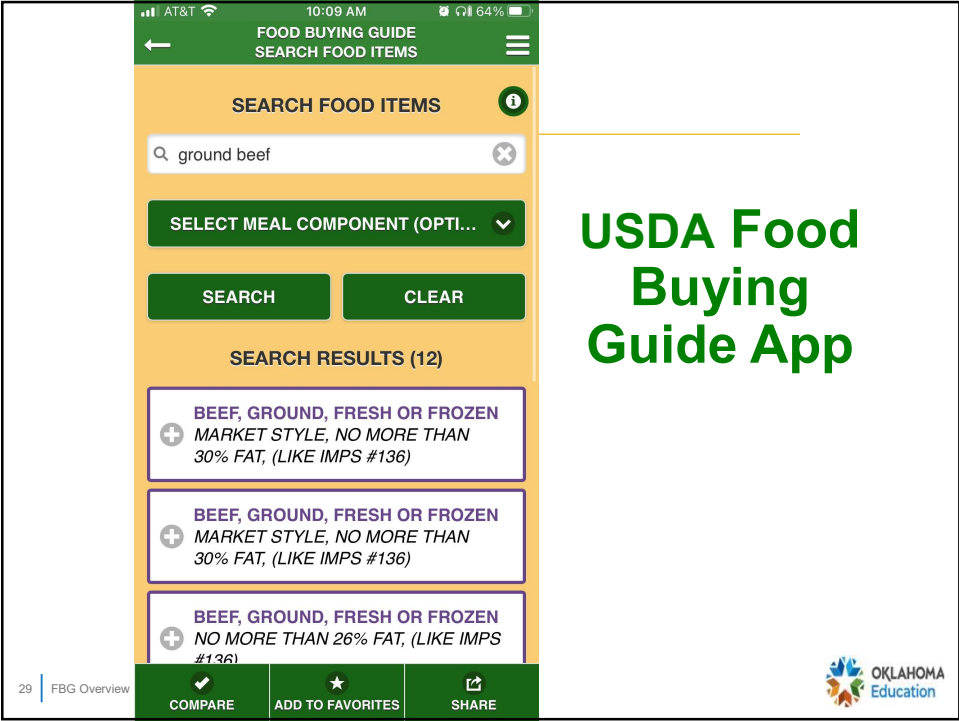 AT&T 10:09 AM 64%
FOOD BUYING GUIDE
SEARCH FOOD ITEMS
SEARCH FOOD ITEMS
ground beef
SELECT MEAL COMPONENT (OPTI...
SEARCH CLEAR
SEARCH RESULTS (12)
BEEF, GROUND, FRESH OR FROZEN
MARKET STYLE, NO MORE THAN
30% FAT, (LIKE IMPS #136)
BEEF, GROUND, FRESH OR FROZEN
MARKET STYLE, NO MORE THAN
30% FAT, (LIKE IMPS #136)
BEEF, GROUND, FRESH OR FROZEN
NO MORE THAN 26% FAT, (LIKE IMPS
#136)
COMPARE ADD TO FAVORITES SHARE
USDA Food
Buying
Guide App
29 FBG Overview
OKLAHOMA
Education